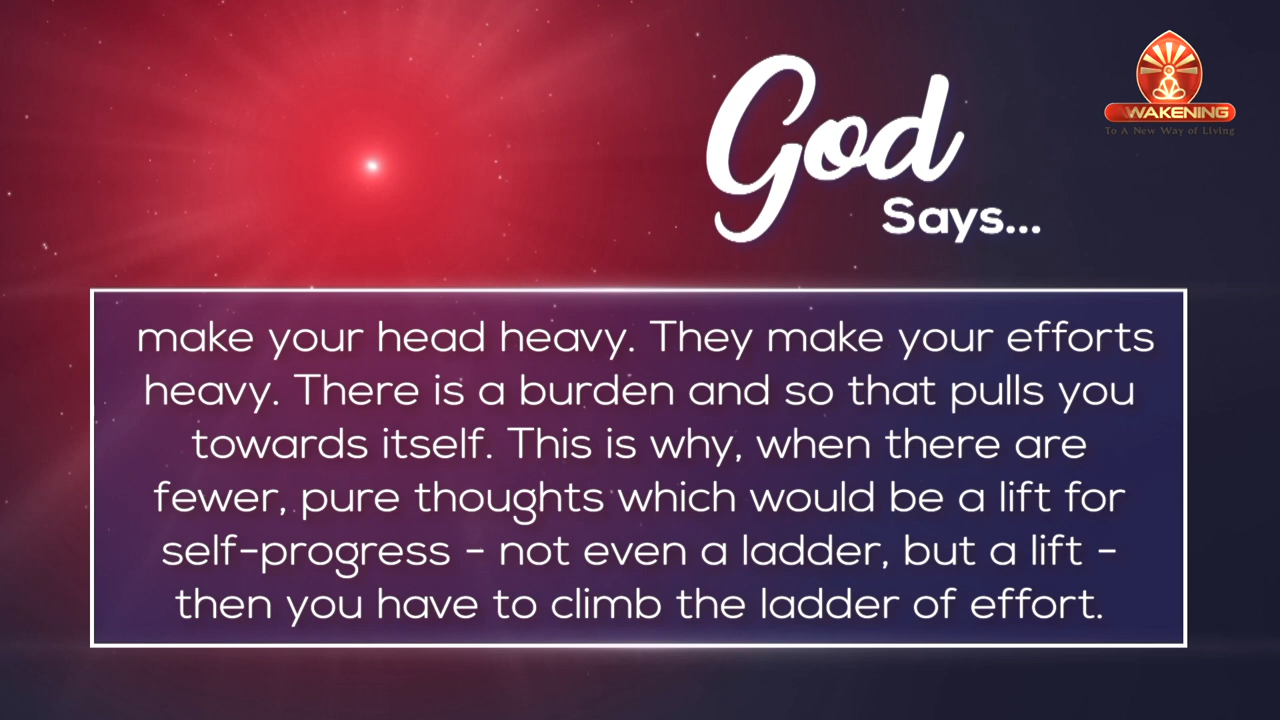 God
Says...
AWAKENING
To A New Way of Living
make your head heavy. They make your efforts
heavy. There is a burden and so that pulls you
towards itself. This is why, when there are
fewer, pure thoughts which would be a lift for
self-progress - not even a ladder, but a lift -
then you have to climb the ladder of effort.